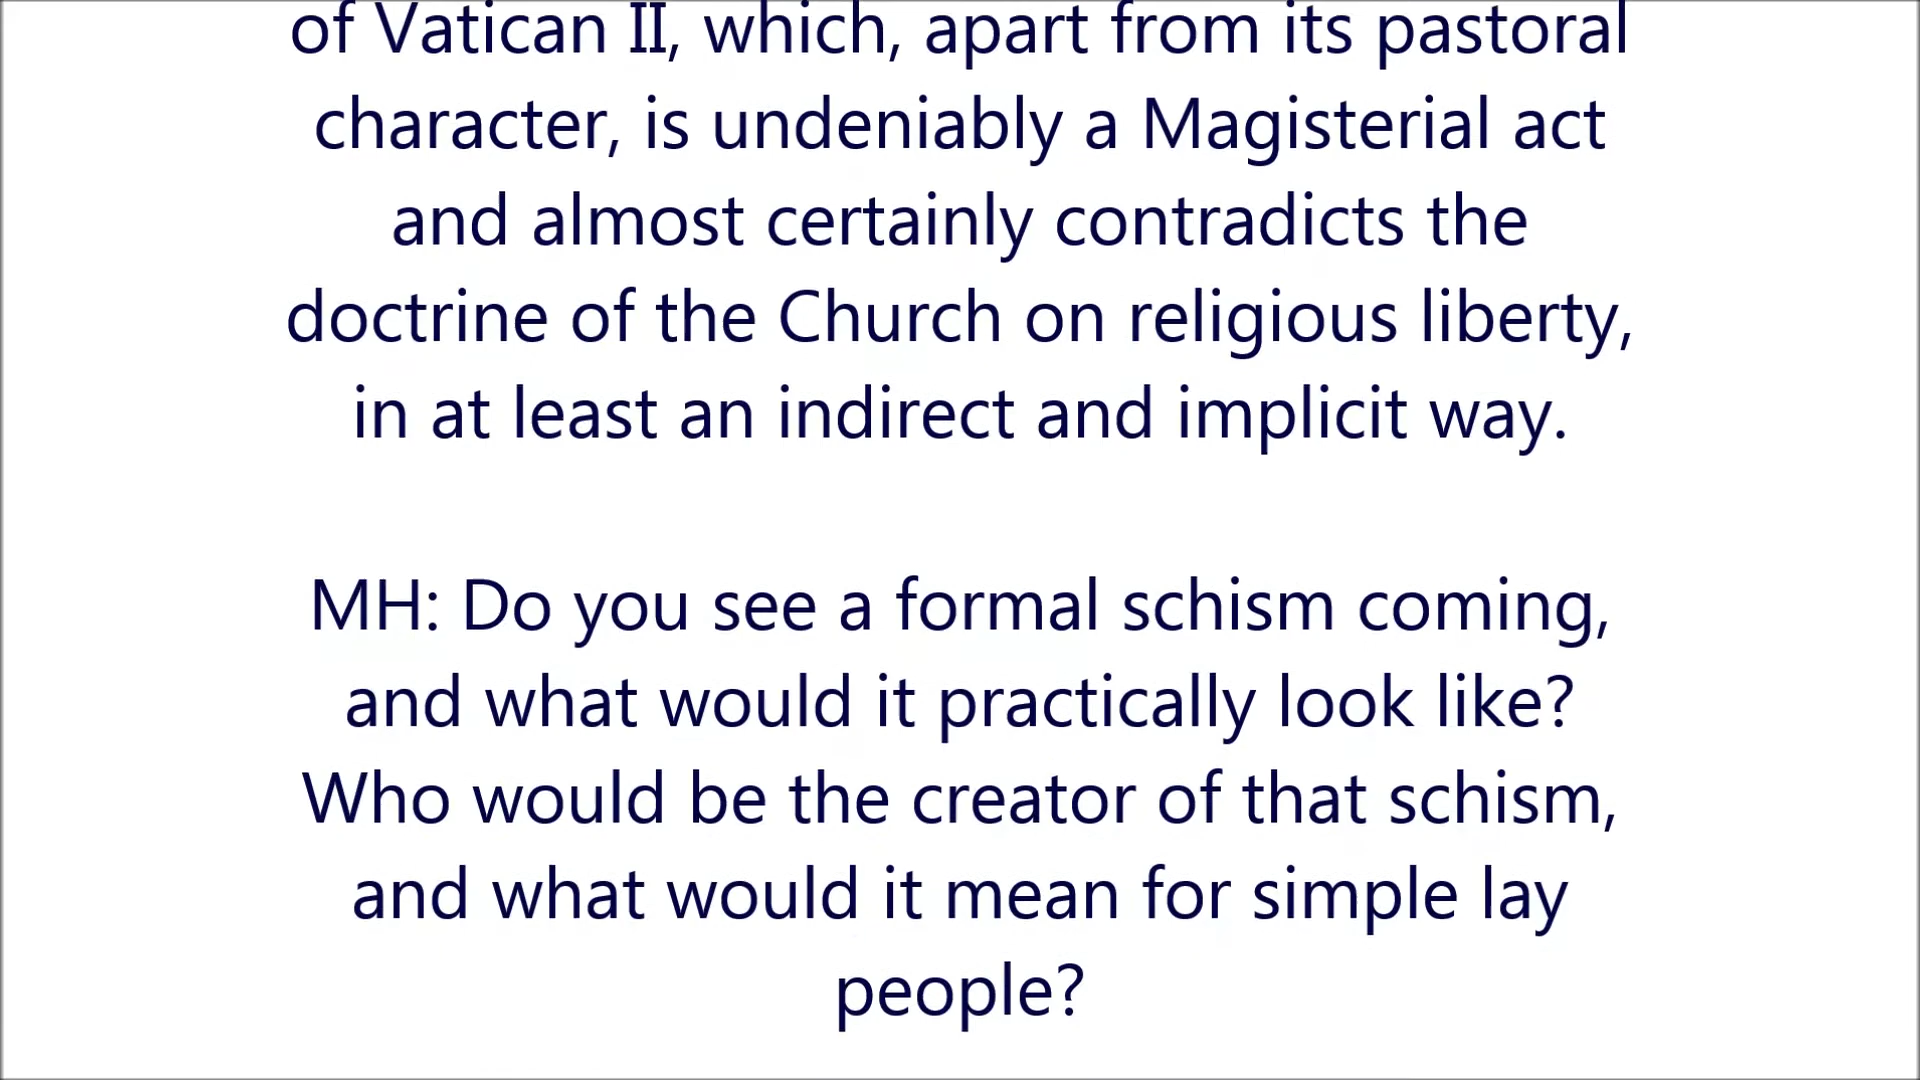 of Vatican II, which, apart from its pastoral
character, is undeniably a Magisterial act
and almost certainly contradicts the
doctrine of the Church on religious liberty,
in at least an indirect and implicit way.
MH: Do you see a formal schism coming,
and what would it practically look like?
Who would be the creator of that schism,
and what would it mean for simple lay
people?